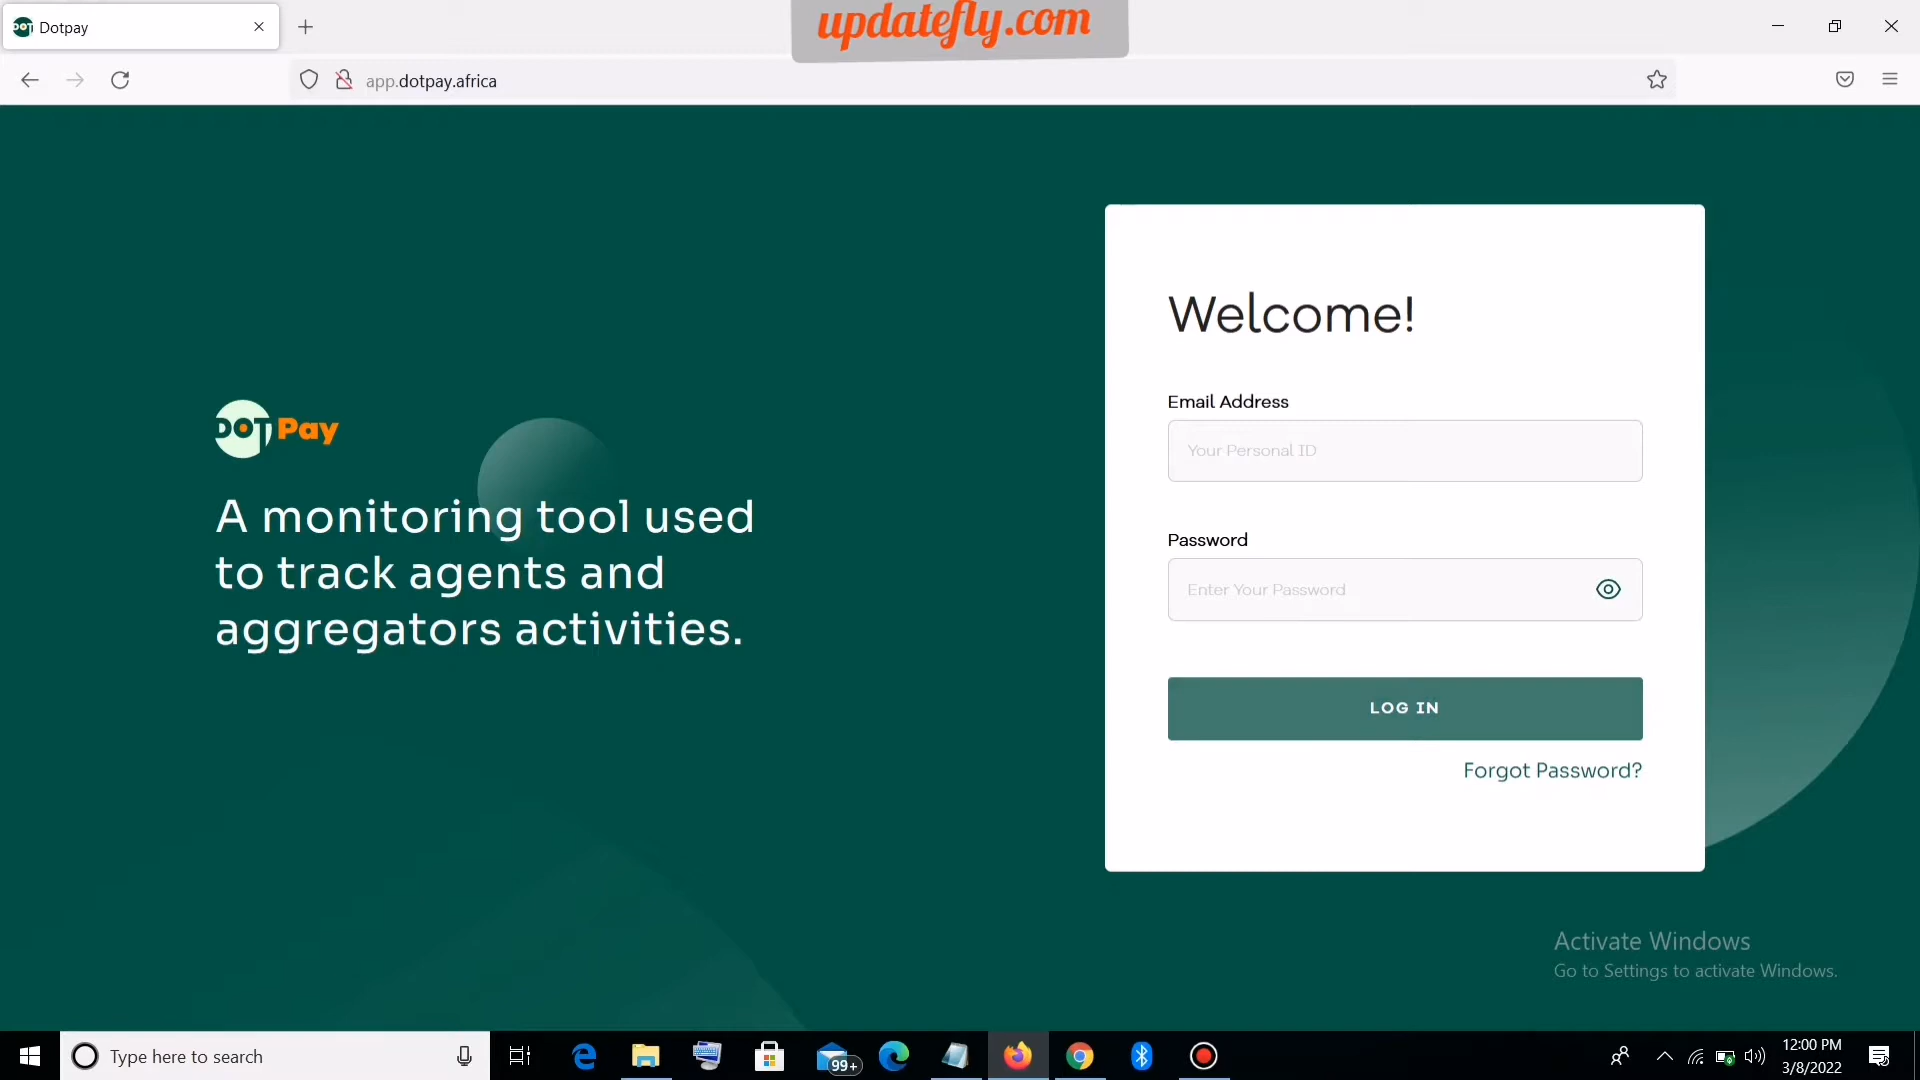 Dotpay
updatefly.com
app.dotpay.africa
DOT Pay
A monitoring tool used
to track agents and
aggregators activities.
Welcome!
Email Address
Your Personal ID
Password
Enter Your Password
LOG IN
Forgot Password?
Activate Windows
Go to Settings to activate Windows.
Type here to search
99+
12:00 PM
3/8/2022